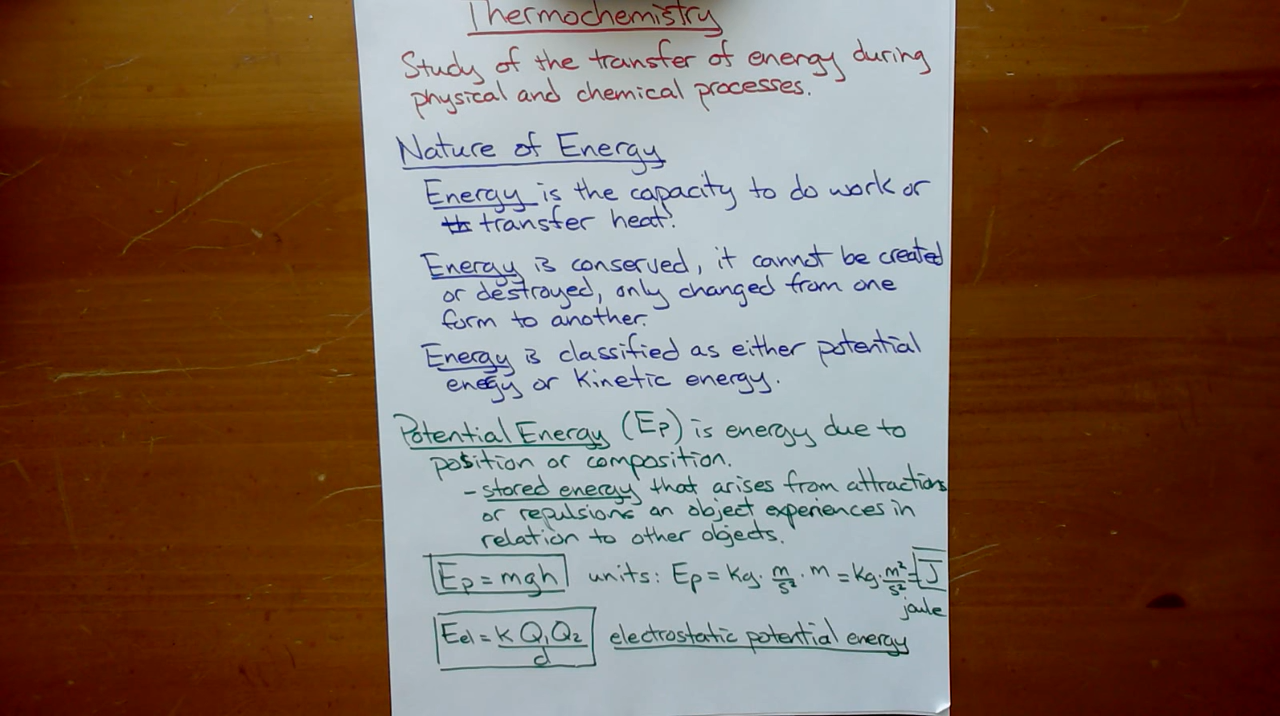 Thermochemistry
Study of the transfer of energy during
physical and chemical processes.
Nature of Energy
Energy is the capacity to do work or
transfer heat.
Energy is conserved, it cannot be created
or destroyed, only changed from one
form to another.
Energy is classified as either potential
energy or Kinetic energy.
Potential Energy (Ep) is energy due to
position or composition.
- stored energy that arises from attractions
or repulsions an object experiences in
relation to other objects.
Ep = mgh units: Ep = kg · m/s² · m = kg · m²/s² = J
joule
Eel = k Q₁Q₂/d electrostatic potential energy